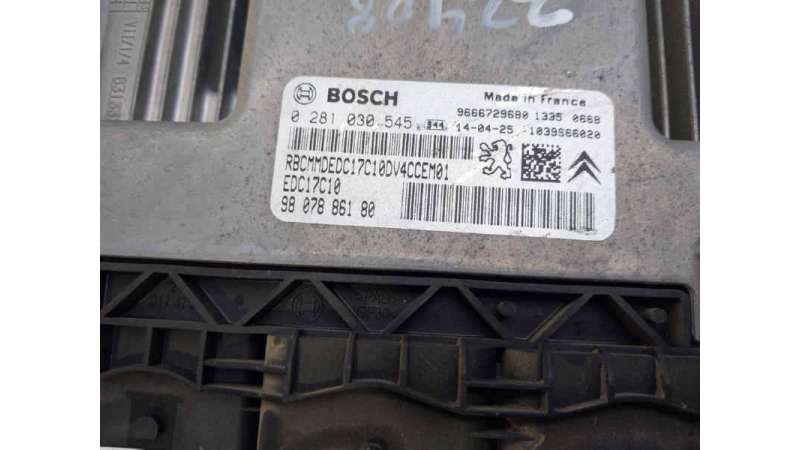 22408
BOSCH
Made in France
9666729680 1335 0668
0 281 030 545 14-04-25 1039S66020
RBCMMDEDC17C10DV4CCEM01
EDC17C10
98 078 861 80